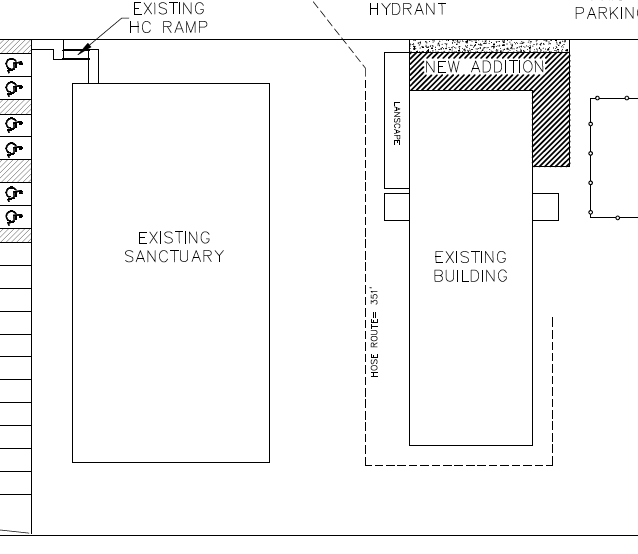 EXISTING
HC RAMP
HYDRANT
PARKING
NEW ADDITION
LANSCAPE
EXISTING
SANCTUARY
EXISTING
BUILDING
HOSE ROUTE= 351'